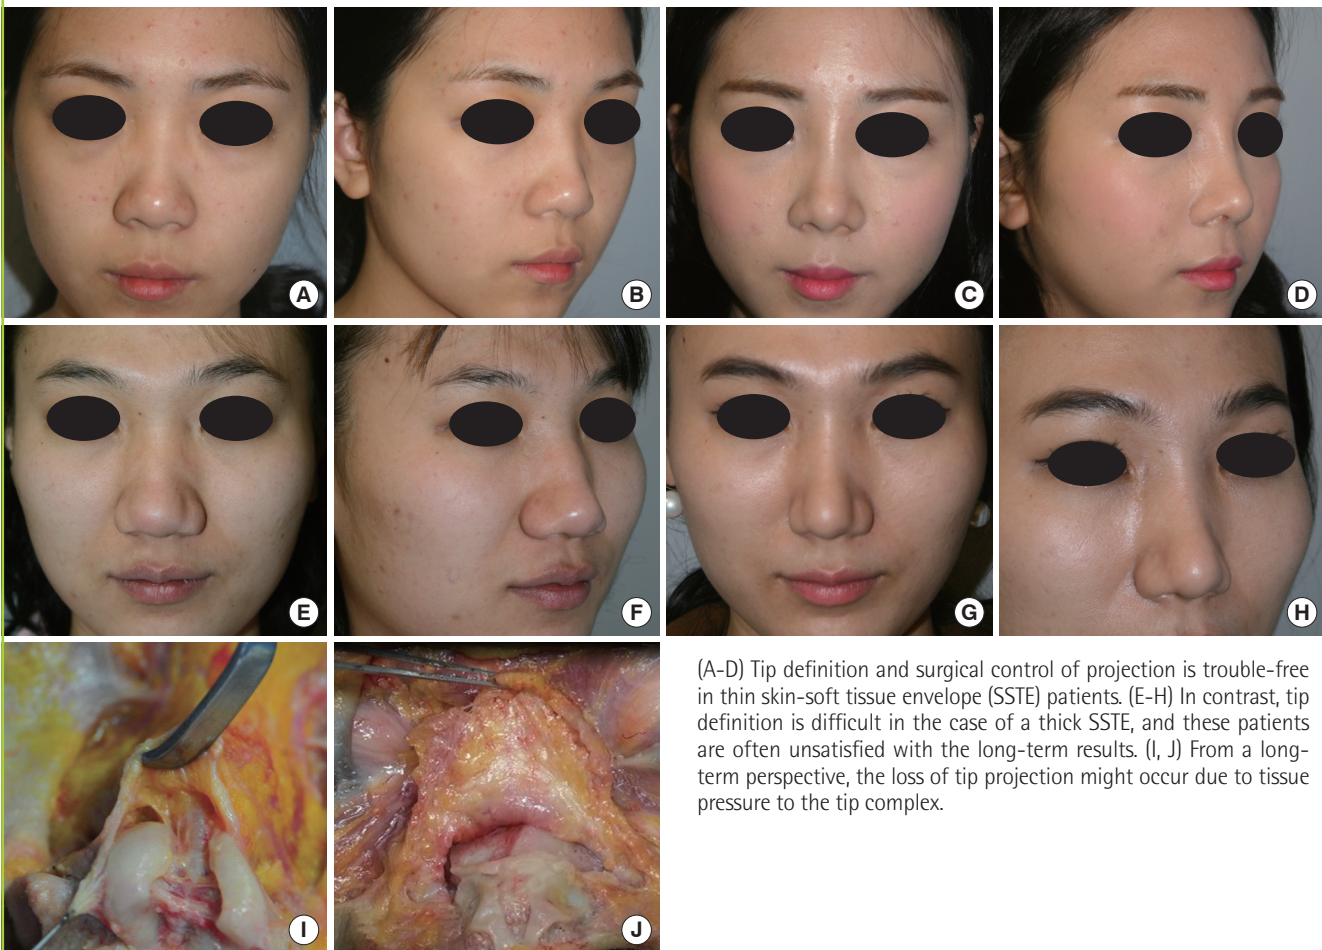 A
B
C
D
E
F
G
H
I
J
(A-D) Tip definition and surgical control of projection is trouble-free
in thin skin-soft tissue envelope (SSTE) patients. (E-H) In contrast, tip
definition is difficult in the case of a thick SSTE, and these patients
are often unsatisfied with the long-term results. (I, J) From a long-
term perspective, the loss of tip projection might occur due to tissue
pressure to the tip complex.